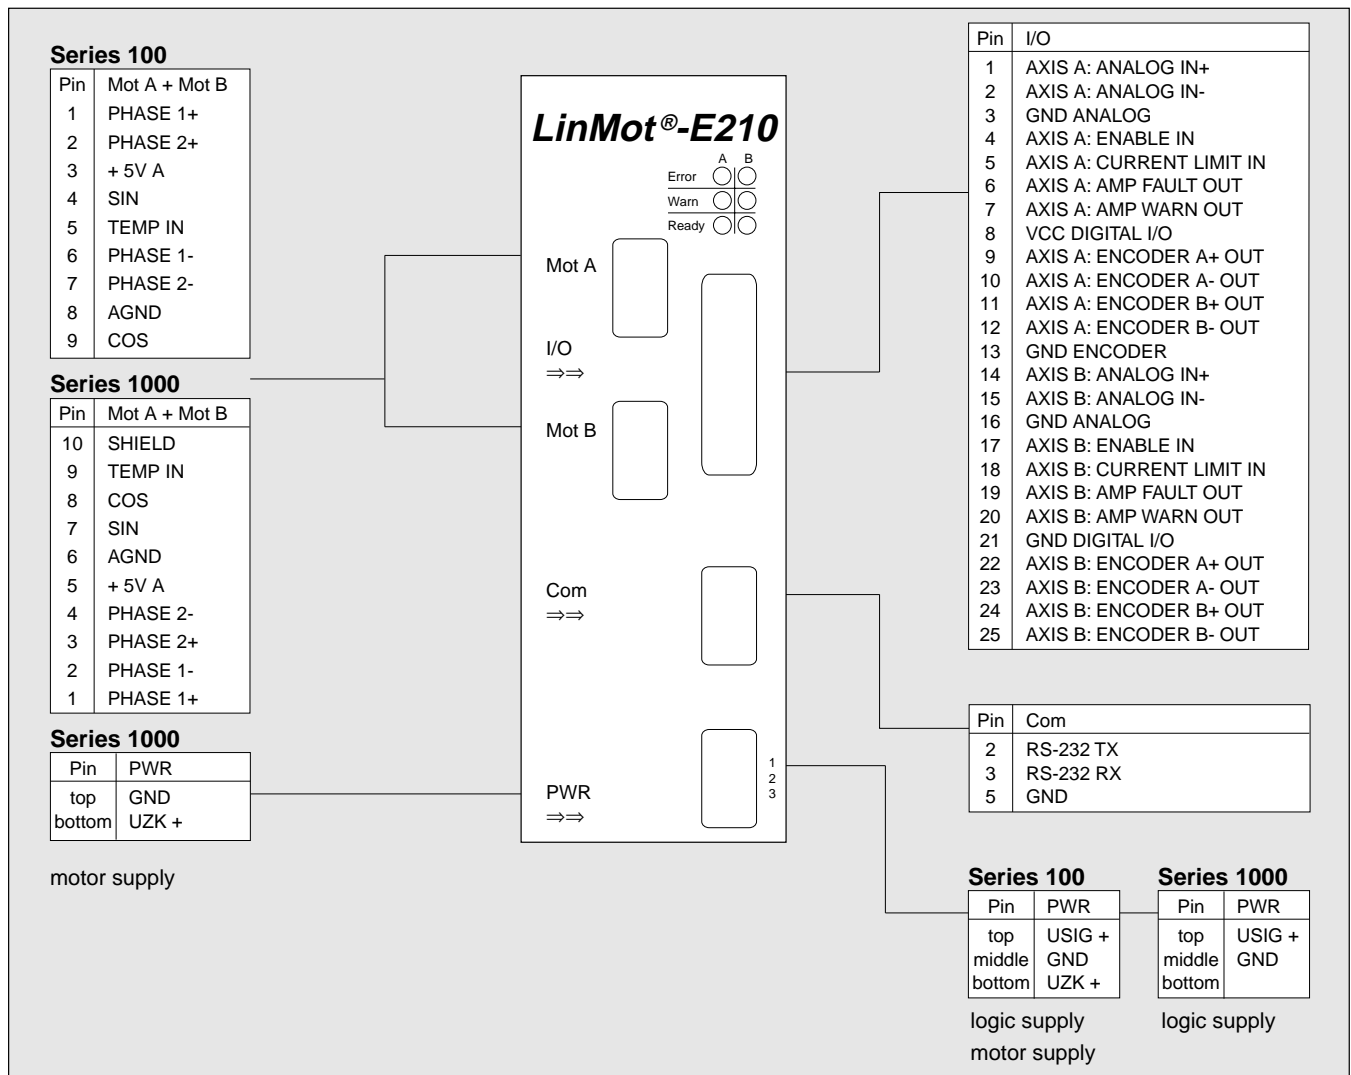 Series 100
Pin Mot A + Mot B
1 PHASE 1+
2 PHASE 2+
3 + 5V A
4 SIN
5 TEMP IN
6 PHASE 1-
7 PHASE 2-
8 AGND
9 COS
Series 1000
Pin Mot A + Mot B
10 SHIELD
9 TEMP IN
8 COS
7 SIN
6 AGND
5 + 5V A
4 PHASE 2-
3 PHASE 2+
2 PHASE 1-
1 PHASE 1+
Series 1000
Pin PWR
top GND
bottom UZK +
motor supply
LinMot®-E210
A B
Error
Warn
Ready
Mot A
I/O
⇒⇒
Mot B
Com
⇒⇒
PWR
⇒⇒
1
2
3
Pin I/O
1 AXIS A: ANALOG IN+
2 AXIS A: ANALOG IN-
3 GND ANALOG
4 AXIS A: ENABLE IN
5 AXIS A: CURRENT LIMIT IN
6 AXIS A: AMP FAULT OUT
7 AXIS A: AMP WARN OUT
8 VCC DIGITAL I/O
9 AXIS A: ENCODER A+ OUT
10 AXIS A: ENCODER A- OUT
11 AXIS A: ENCODER B+ OUT
12 AXIS A: ENCODER B- OUT
13 GND ENCODER
14 AXIS B: ANALOG IN+
15 AXIS B: ANALOG IN-
16 GND ANALOG
17 AXIS B: ENABLE IN
18 AXIS B: CURRENT LIMIT IN
19 AXIS B: AMP FAULT OUT
20 AXIS B: AMP WARN OUT
21 GND DIGITAL I/O
22 AXIS B: ENCODER A+ OUT
23 AXIS B: ENCODER A- OUT
24 AXIS B: ENCODER B+ OUT
25 AXIS B: ENCODER B- OUT
Pin Com
2 RS-232 TX
3 RS-232 RX
5 GND
Series 100
Pin PWR
top USIG +
middle GND
bottom UZK +
logic supply
motor supply
Series 1000
Pin PWR
top USIG +
middle GND
bottom
logic supply